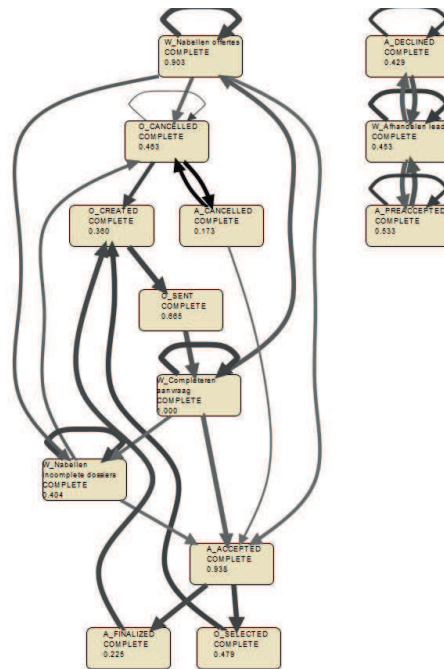 W_Nabellen offertes
COMPLETE
0.903
A_DECLINED
COMPLETE
0.429
O_CANCELLED
COMPLETE
0.463
W_Afhandelen leads
COMPLETE
0.453
O_CREATED
COMPLETE
0.360
A_CANCELLED
COMPLETE
0.173
A_PREACCEPTED
COMPLETE
0.533
O_SENT
COMPLETE
0.665
W_Completeren
aanvraag
COMPLETE
1.000
W_Nabellen
incomplete dossiers
COMPLETE
0.404
A_ACCEPTED
COMPLETE
0.938
A_FINALIZED
COMPLETE
0.225
O_SELECTED
COMPLETE
0.479